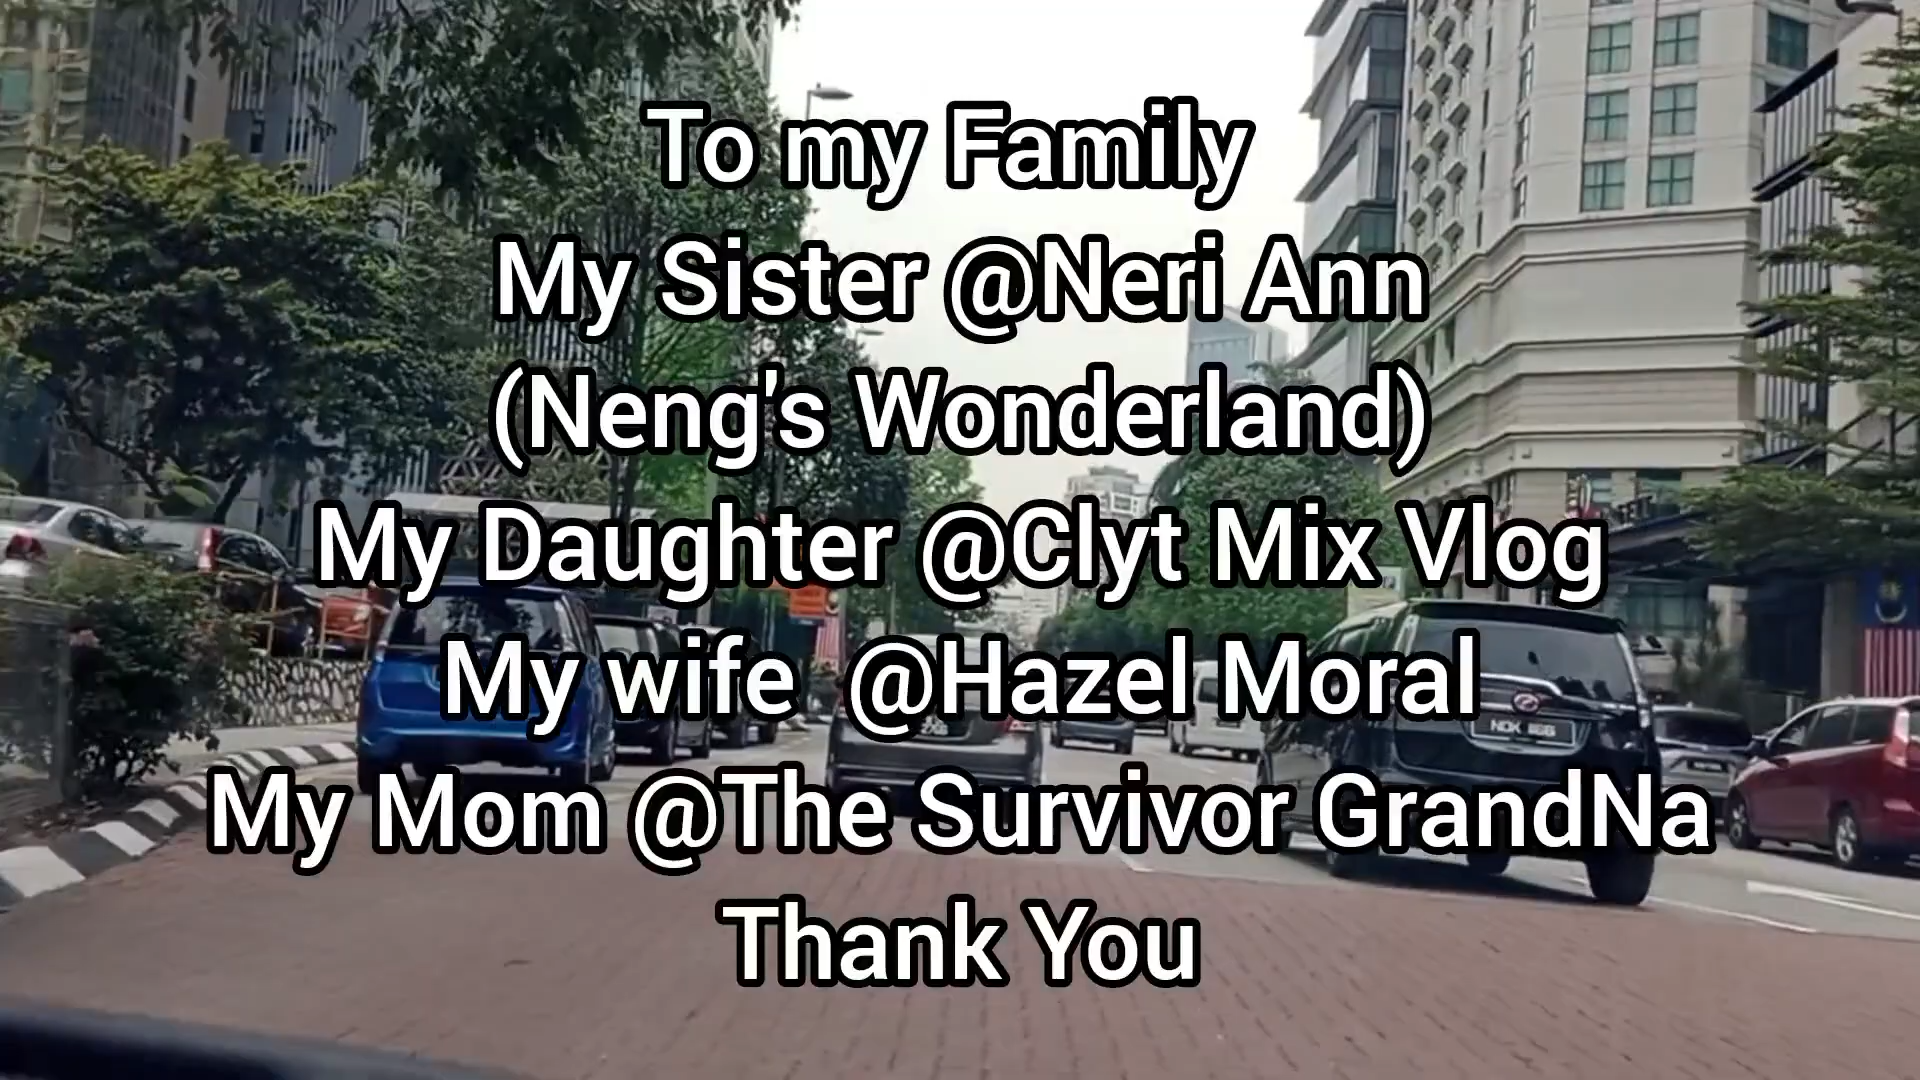 To my Family
My Sister @Neri Ann
(Neng's Wonderland)
My Daughter @Clyt Mix Vlog
My wife @Hazel Moral
My Mom @The Survivor GrandNa
Thank You